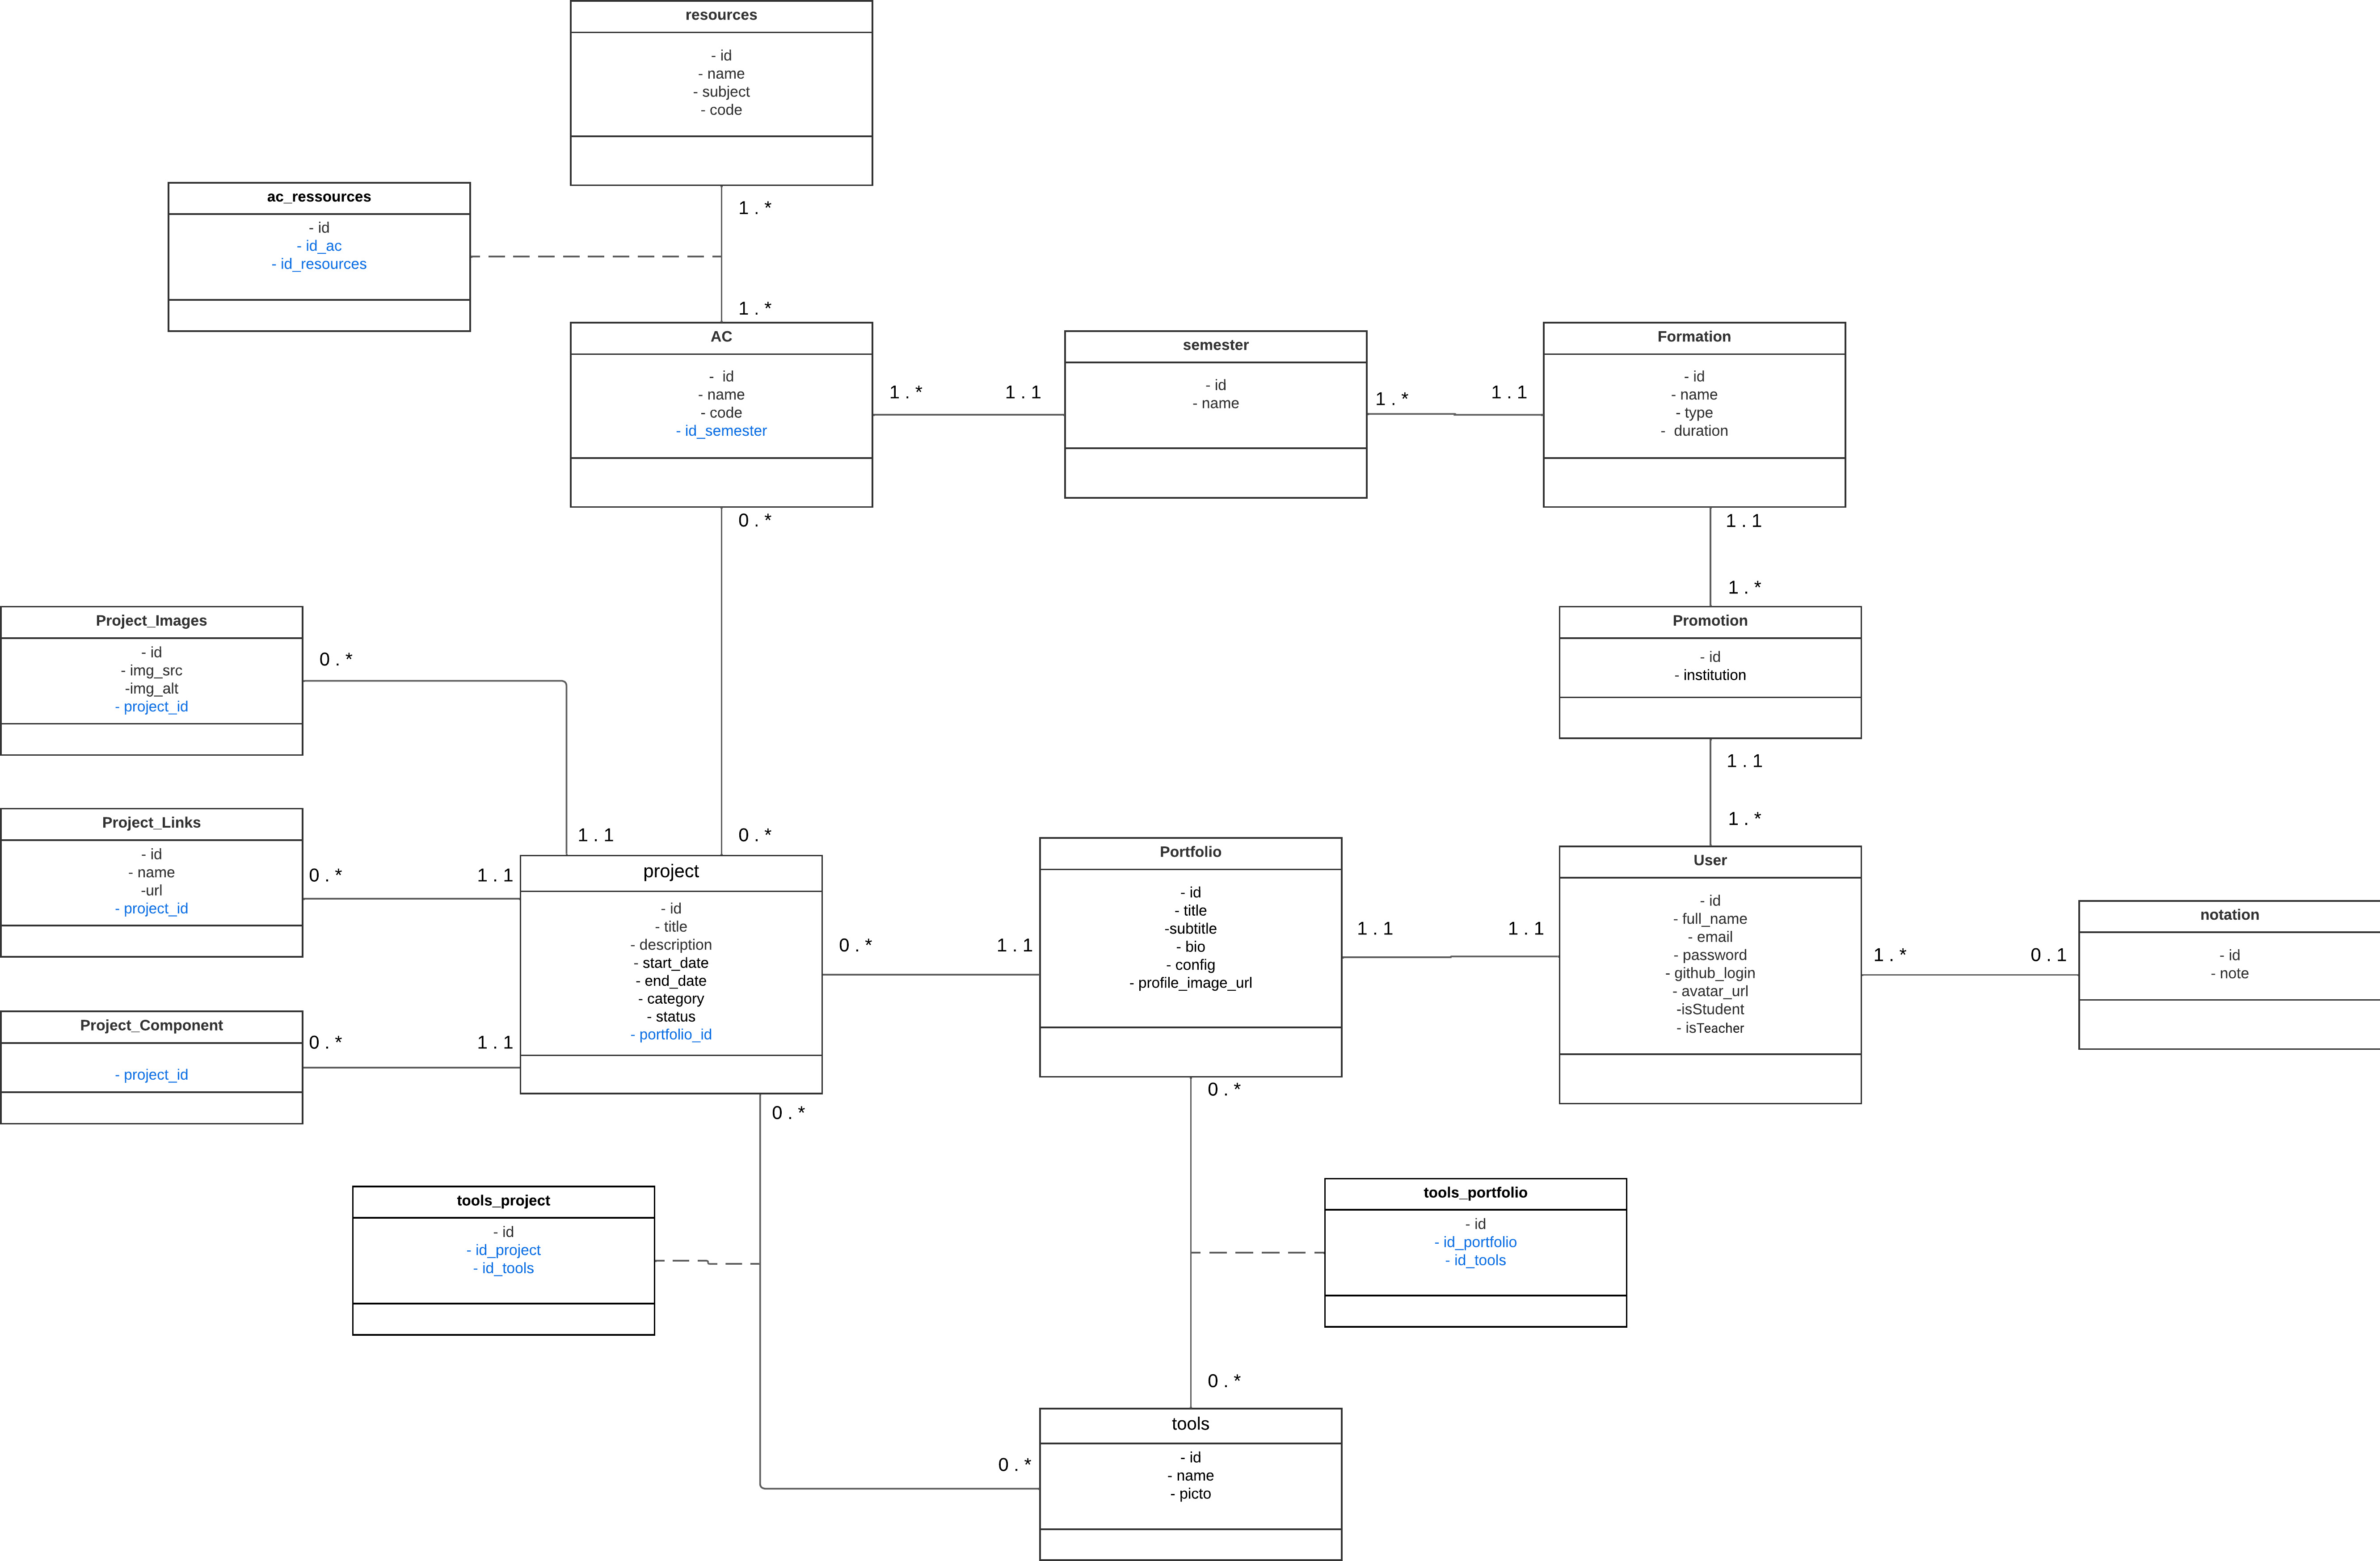 resources
- id
- name
- subject
- code
ac_ressources
- id
- id_ac
- id_resources
1 . *
1 . *
AC
-  id
- name
- code
- id_semester
1 . *
1 . 1
semester
- id
- name
1 . *
1 . 1
Formation
- id
- name
- type
-  duration
0 . *
1 . 1
1 . *
Project_Images
- id
- img_src
-img_alt
- project_id
0 . *
Promotion
- id
- institution
1 . 1
1 . *
Project_Links
- id
- name
-url
- project_id
0 . *
1 . 1
1 . 1
0 . *
project
- id
- title
- description
- start_date
- end_date
- category
- status
- portfolio_id
0 . *
1 . 1
Portfolio
- id
- title
-subtitle
- bio
- config
- profile_image_url
1 . 1
1 . 1
User
- id
- full_name
- email
- password
- github_login
- avatar_url
-isStudent
- isTeacher
1 . *
0 . 1
notation
- id
- note
Project_Component
- project_id
0 . *
1 . 1
0 . *
0 . *
tools_project
- id
- id_project
- id_tools
tools_portfolio
- id
- id_portfolio
- id_tools
0 . *
0 . *
tools
- id
- name
- picto